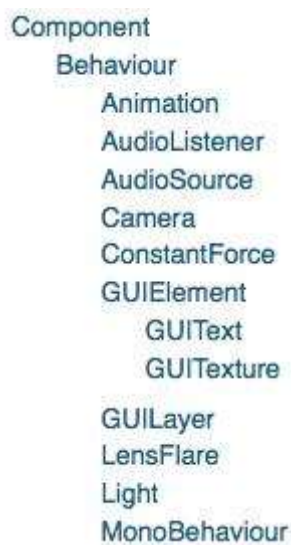 Component
Behaviour
Animation
AudioListener
AudioSource
Camera
ConstantForce
GUIElement
GUIText
GUITexture
GUILayer
LensFlare
Light
MonoBehaviour